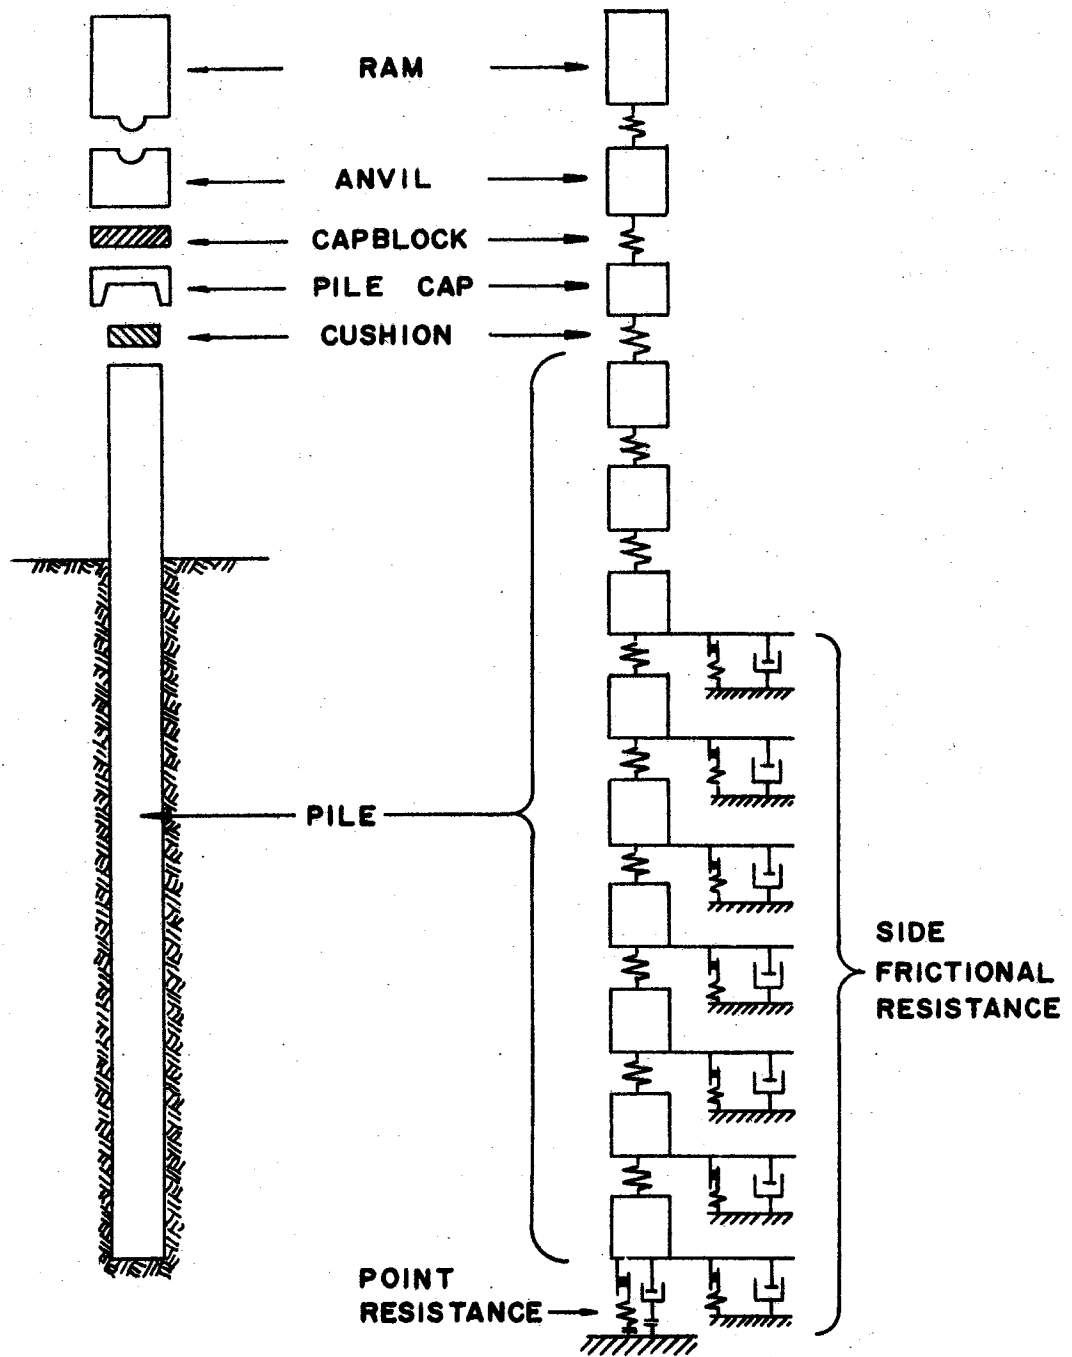 RAM
ANVIL
CAPBLOCK
PILE CAP
CUSHION
PILE
SIDE
FRICTIONAL
RESISTANCE
POINT
RESISTANCE